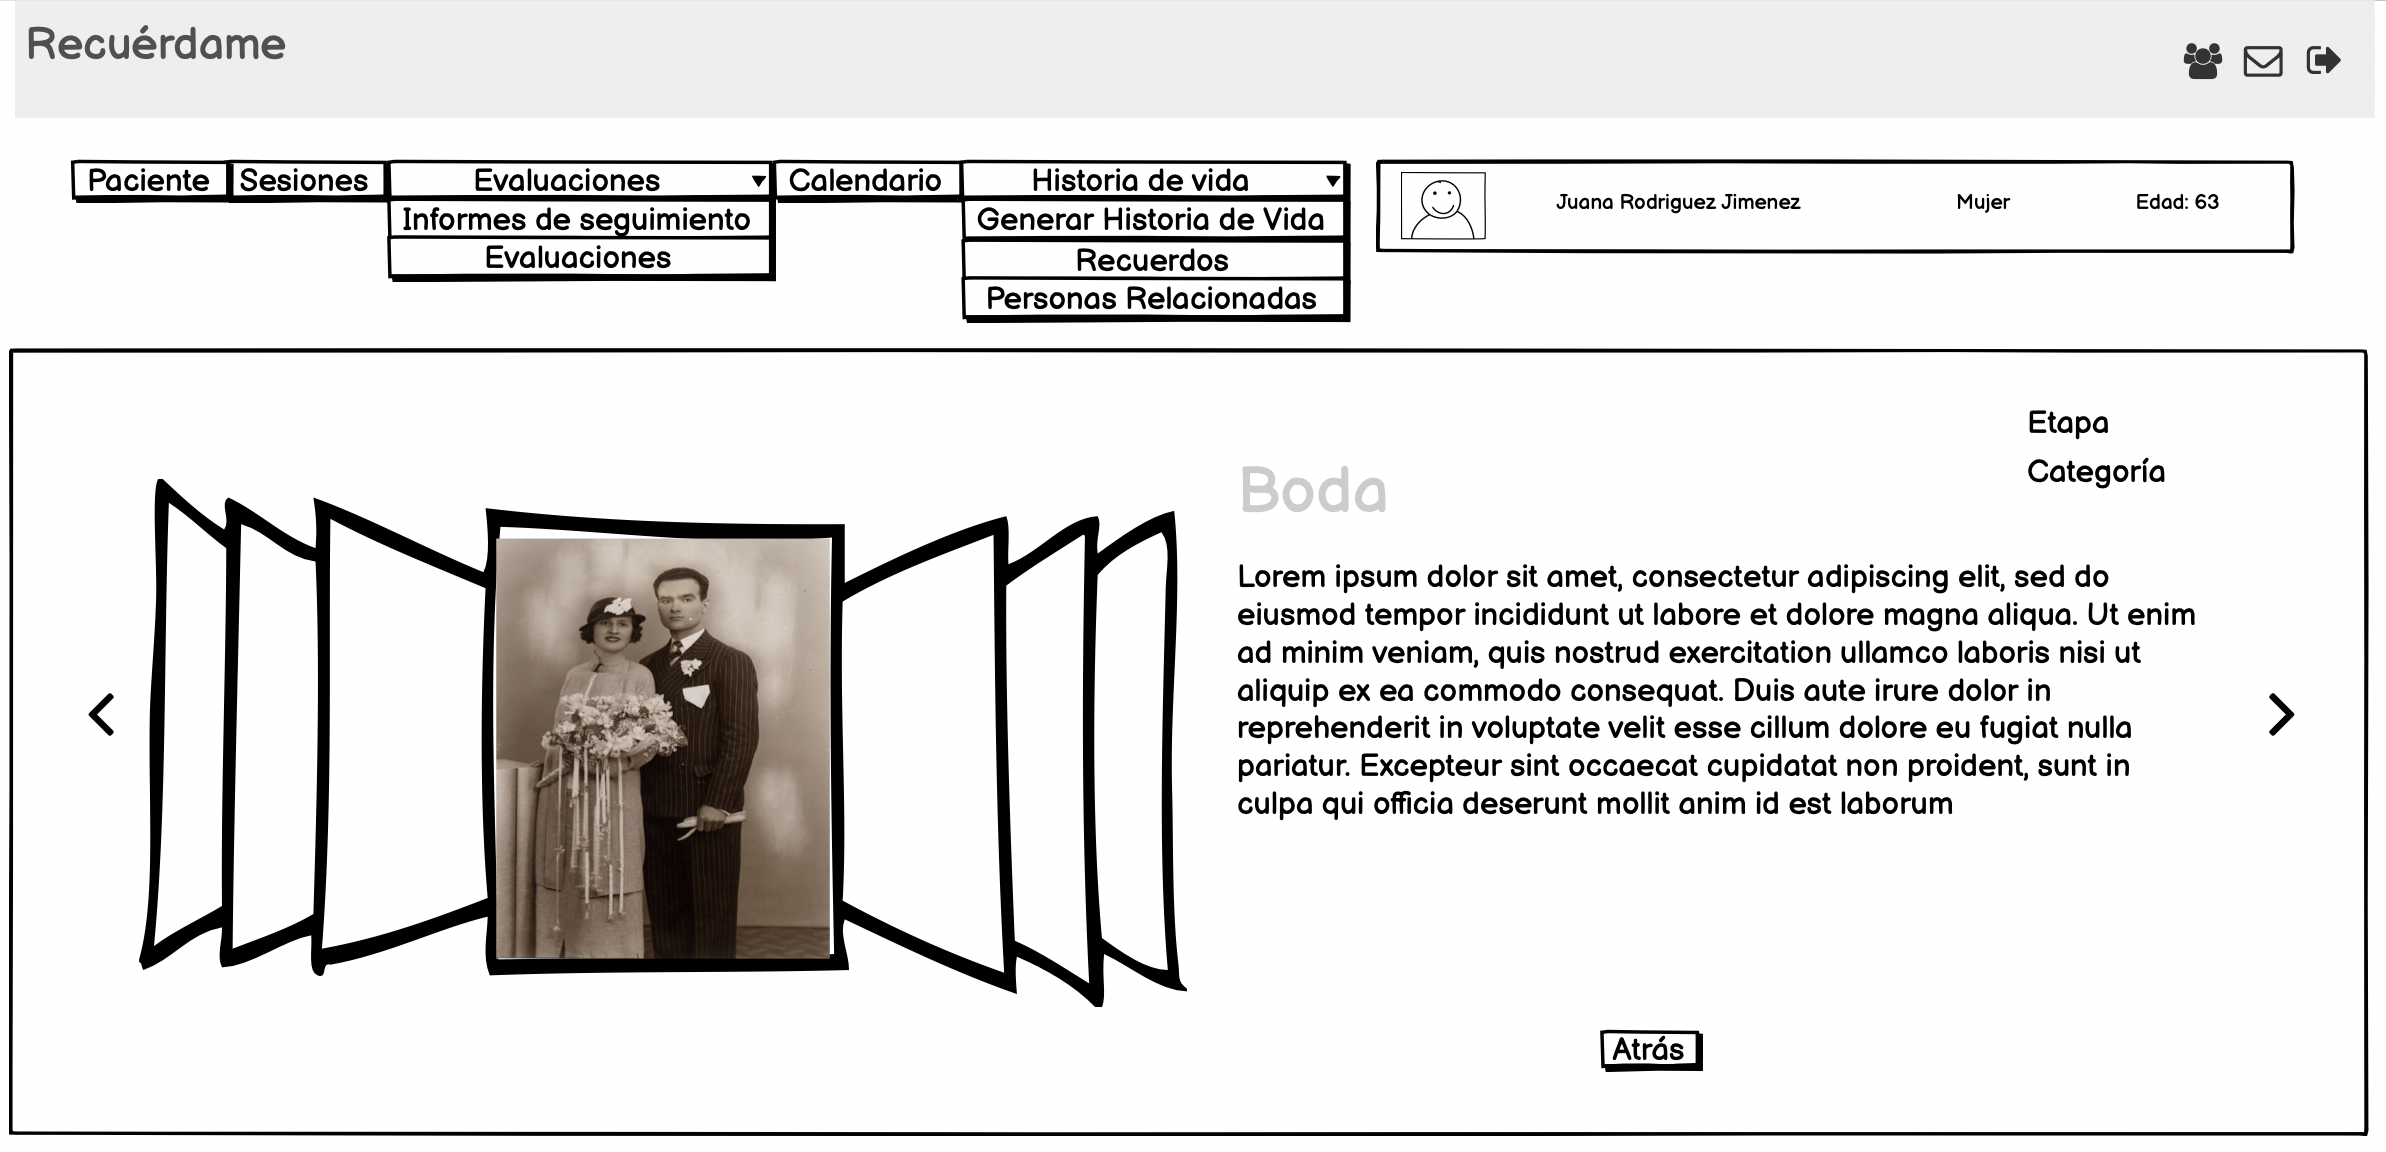 Recuérdame
Paciente
Sesiones
Evaluaciones
Calendario
Historia de vida
Informes de seguimiento
Evaluaciones
Generar Historia de Vida
Recuerdos
Personas Relacionadas
Juana Rodriguez Jimenez
Mujer
Edad: 63
Etapa
Categoría
Boda
Lorem ipsum dolor sit amet, consectetur adipiscing elit, sed do
eiusmod tempor incididunt ut labore et dolore magna aliqua. Ut enim
ad minim veniam, quis nostrud exercitation ullamco laboris nisi ut
aliquip ex ea commodo consequat. Duis aute irure dolor in
reprehenderit in voluptate velit esse cillum dolore eu fugiat nulla
pariatur. Excepteur sint occaecat cupidatat non proident, sunt in
culpa qui officia deserunt mollit anim id est laborum
Atrás